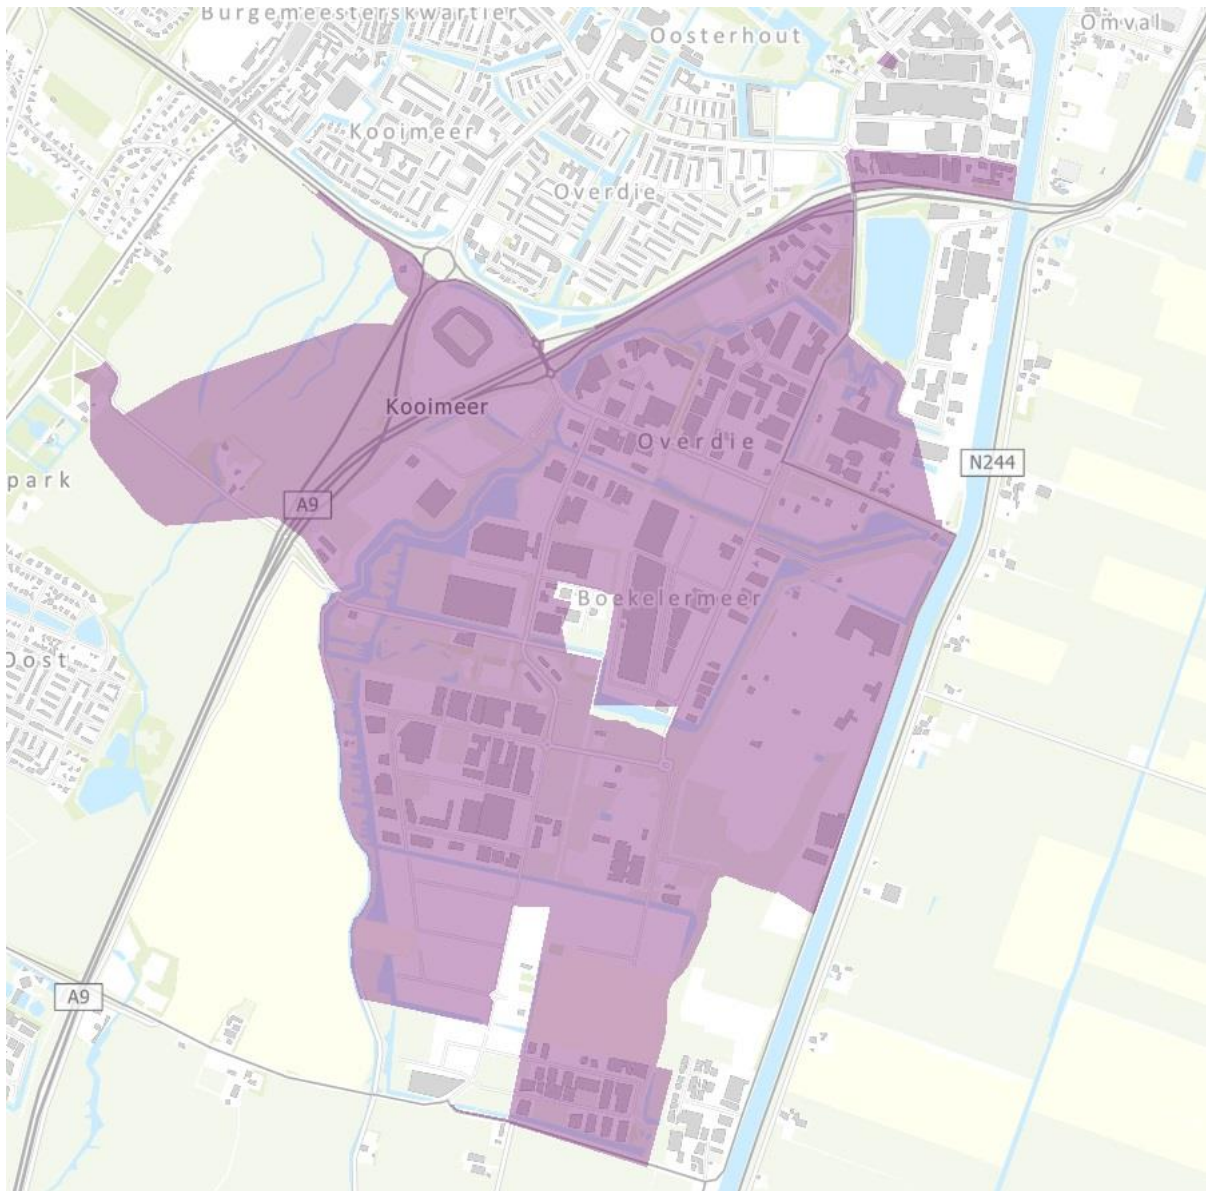 Burgemeesterskwartier
Omval
Oosterhout
Kooimeer
Overdie
Kooimeer
Overdie
N244
park
A9
Boekelermeer
Oost
A9